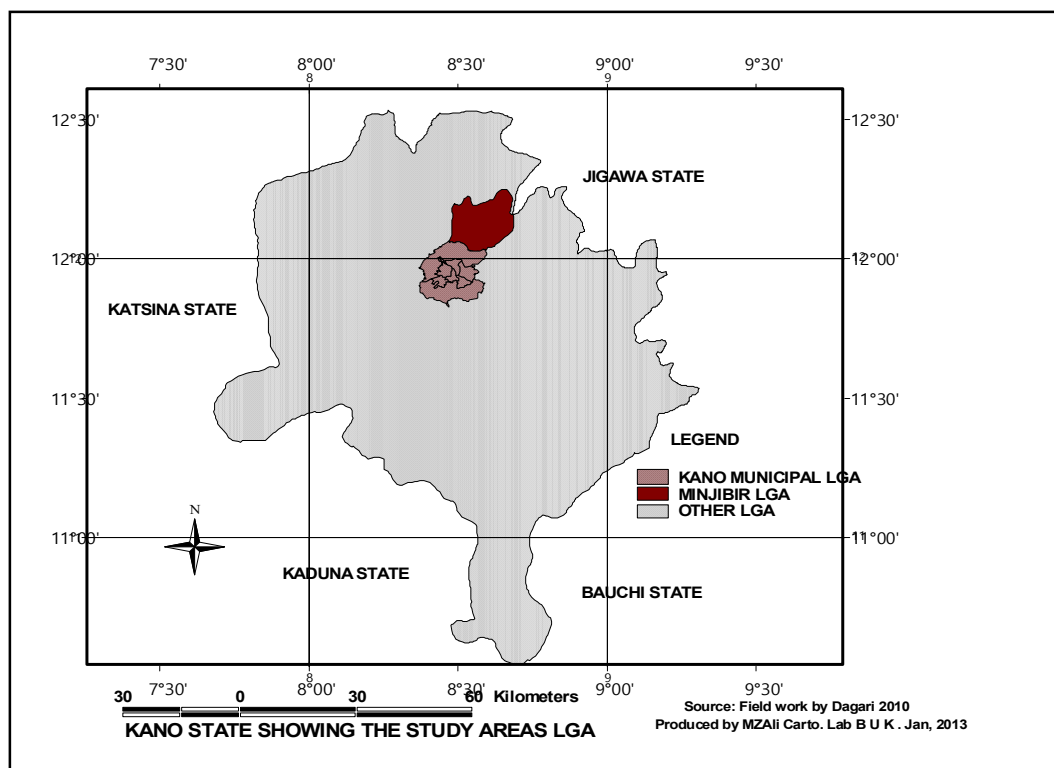 7°30' 8°00' 8°30' 9°00' 9°30'
8 9
12°30' 12°30'
JIGAWA STATE
12°00' 12°00'
KATSINA STATE
11°30' 11°30'
LEGEND
KANO MUNICIPAL LGA
MINJIBIR LGA
OTHER LGA
N
11°00' 11°00'
KADUNA STATE
BAUCHI STATE
8 9
7°30' 8°00' 8°30' 9°00' 9°30'
30 0 30 60 Kilometers
KANO STATE SHOWING THE STUDY AREAS LGA
Source: Field work by Dagari 2010
Produced by MZAli Carto. Lab B U K . Jan, 2013